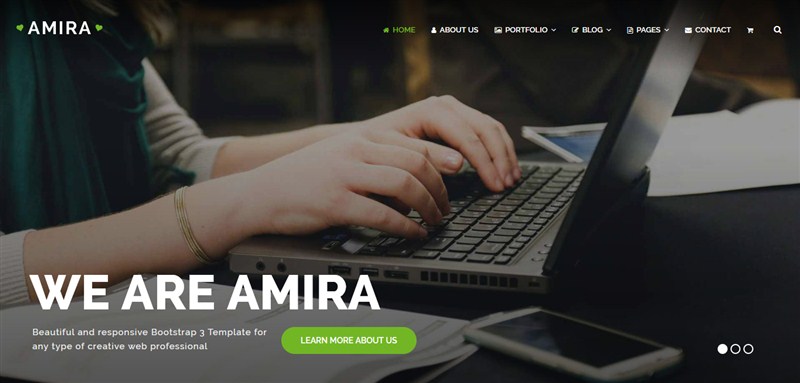 AMIRA
HOME ABOUT US PORTFOLIO BLOG PAGES CONTACT
WE ARE AMIRA
Beautiful and responsive Bootstrap 3 Template for
any type of creative web professional
LEARN MORE ABOUT US